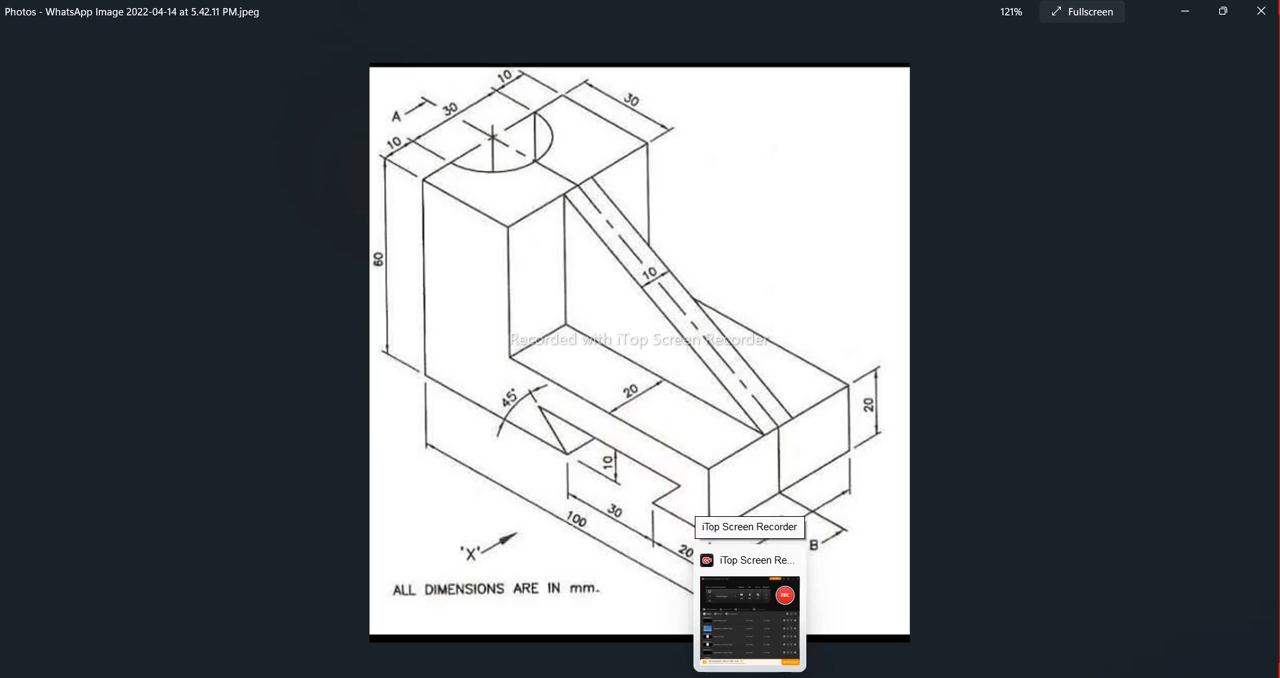 Photos - WhatsApp Image 2022-04-14 at 5.42.11 PM.jpeg
121%
Fullscreen
10
30
30
A
10
60
10
Recorded with iTop Screen Recorder
45°
20
20
10
30
100
20
iTop Screen Recorder
B
'X'
iTop Screen Re...
ALL DIMENSIONS ARE IN mm.
REC